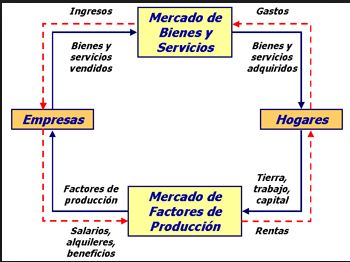 Ingresos
Mercado de
Bienes y
Servicios
Gastos
Bienes y
servicios
vendidos
Bienes y
servicios
adquiridos
Empresas
Hogares
Factores de
producción
Mercado de
Factores de
Producción
Tierra,
trabajo,
capital
Salarios,
alquileres,
beneficios
Rentas